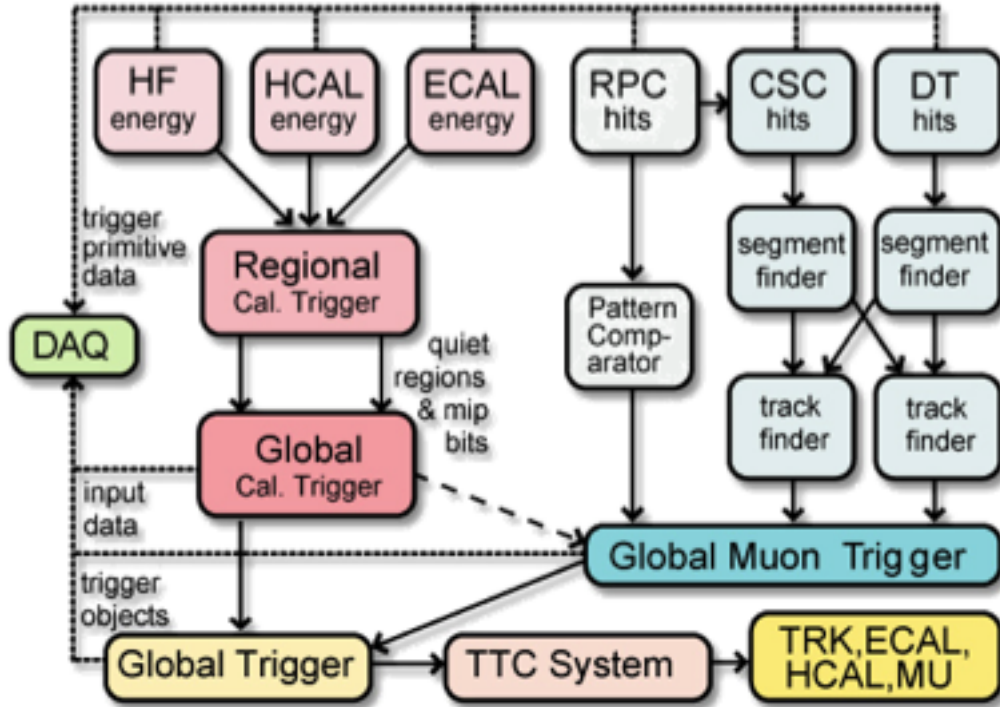 HF
energy
HCAL
energy
ECAL
energy
RPC
hits
CSC
hits
DT
hits
trigger
primitive
data
Regional
Cal. Trigger
segment
finder
segment
finder
DAQ
Pattern
Comp-
arator
quiet
regions
& mip
bits
track
finder
track
finder
Global
Cal. Trigger
input
data
Global Muon Trigger
trigger
objects
Global Trigger
TTC System
TRK,ECAL,
HCAL,MU